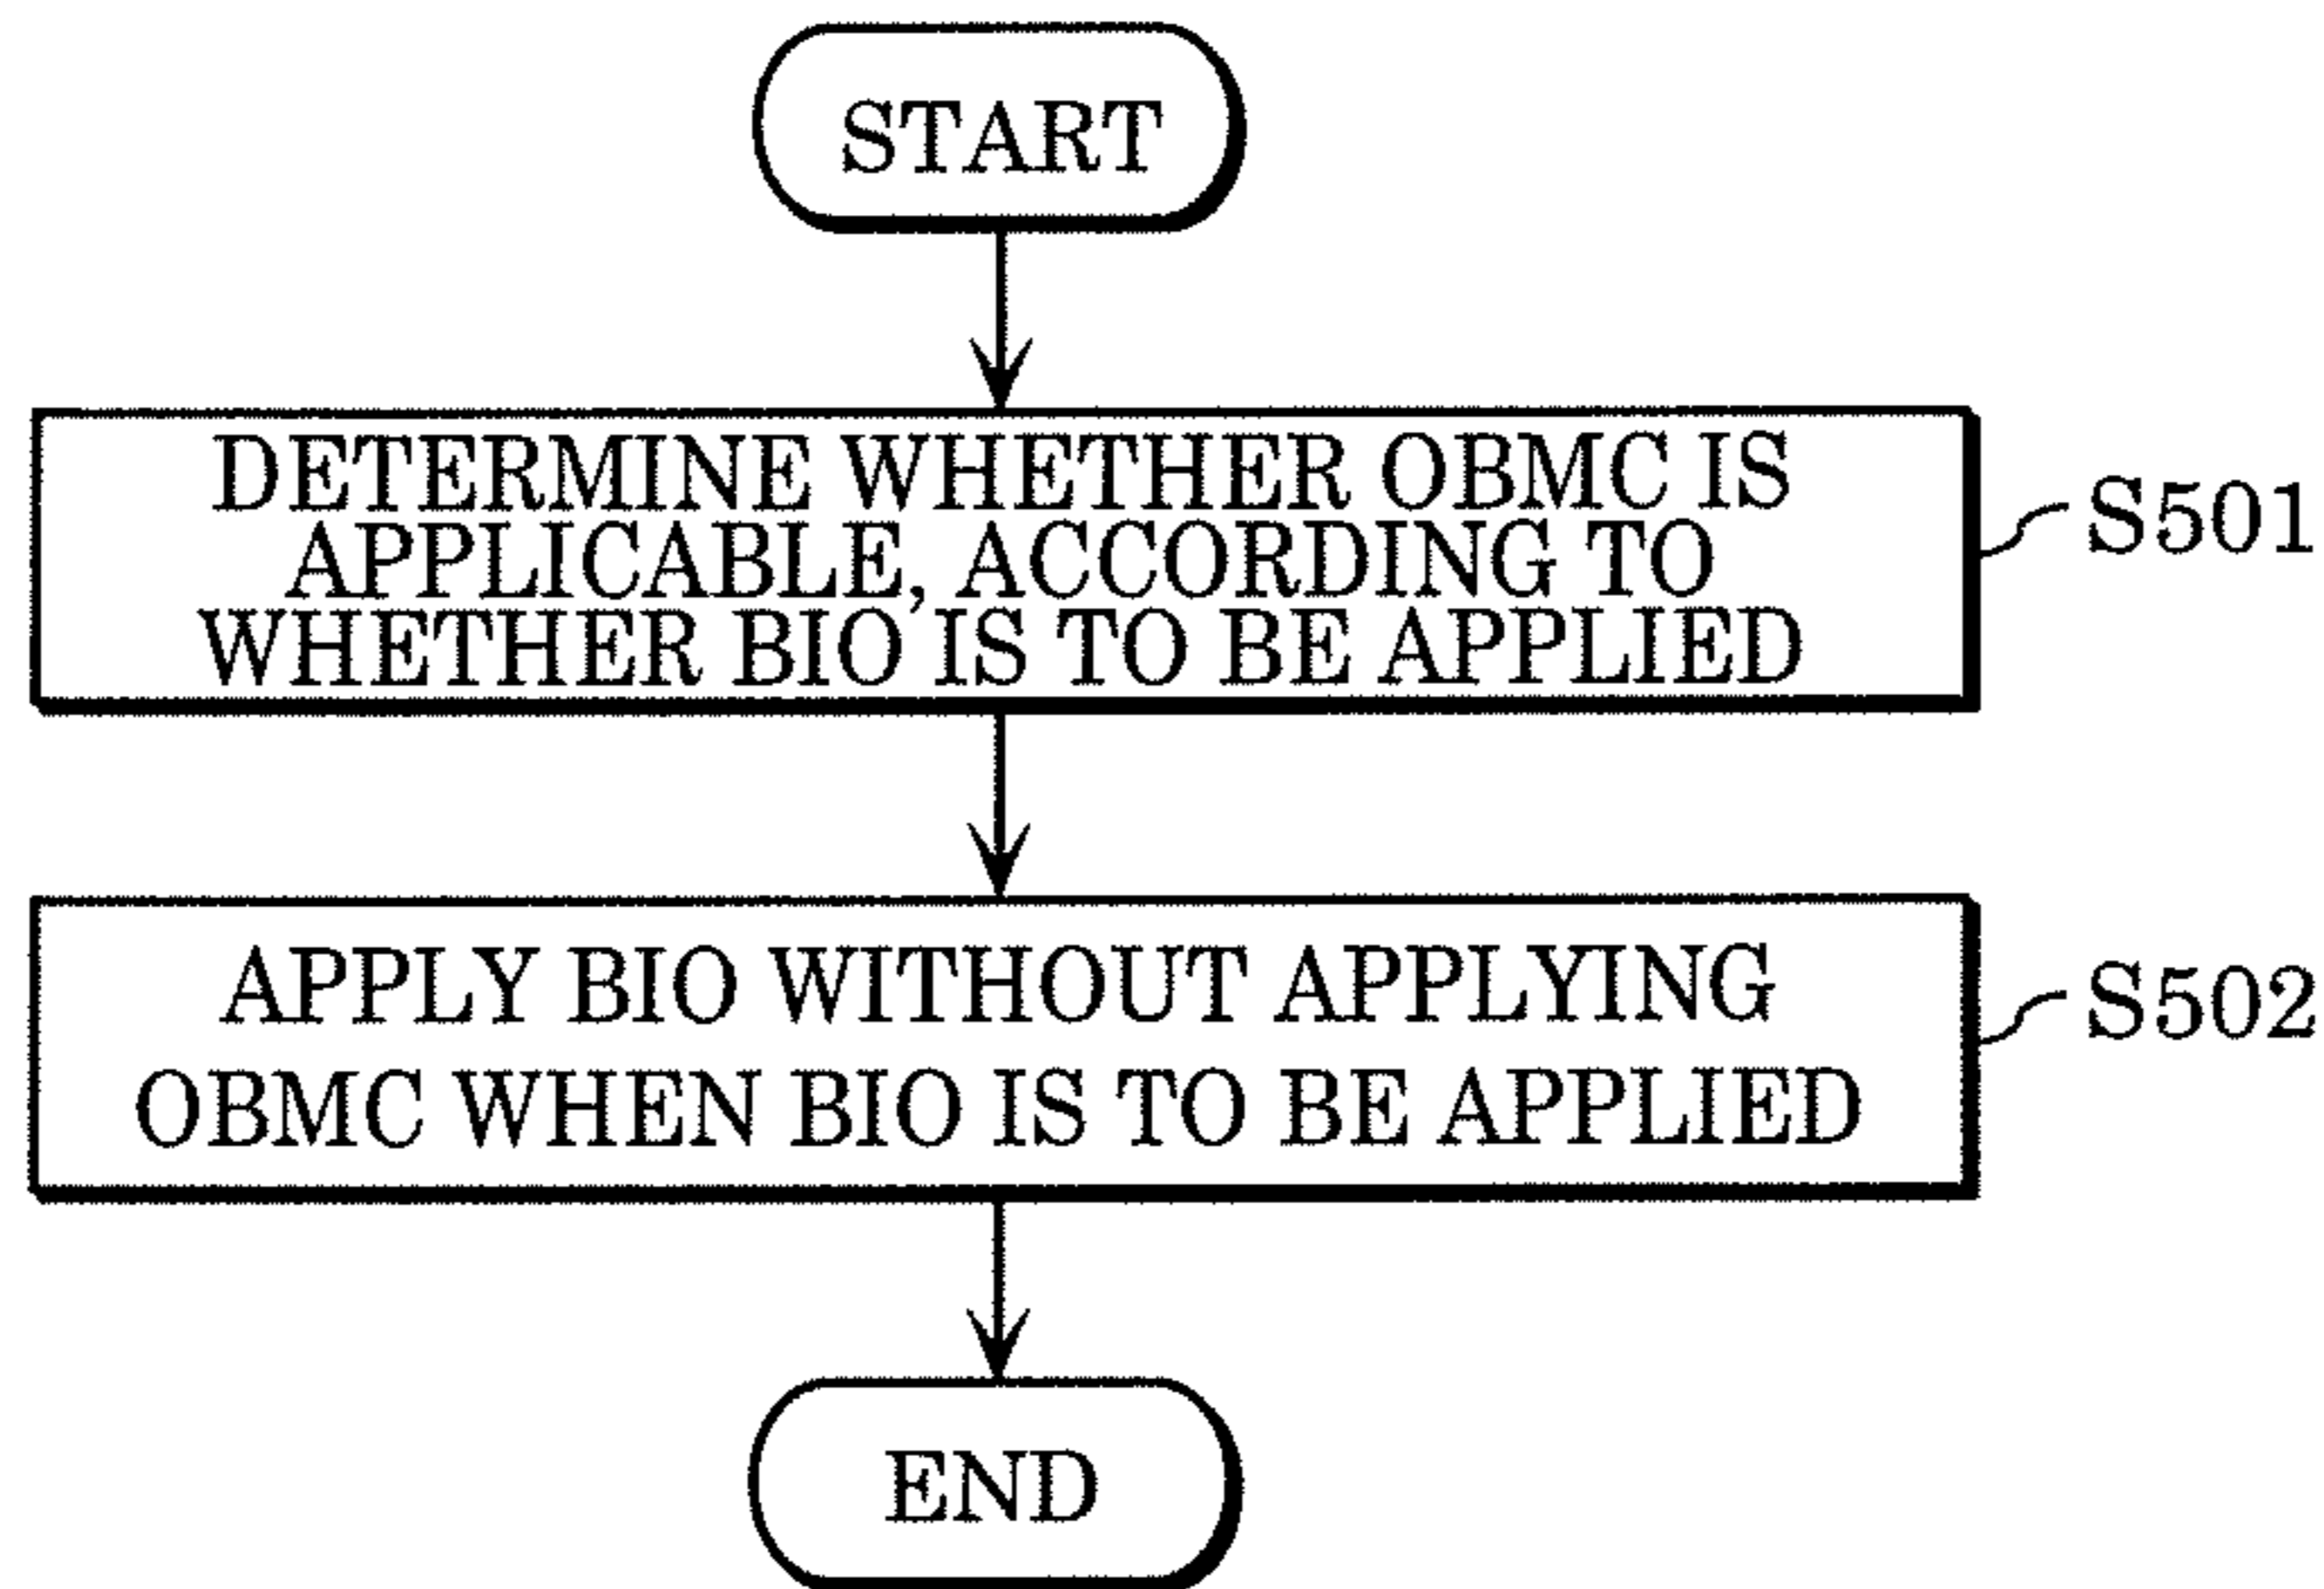 START
DETERMINE WHETHER OBMC IS
APPLICABLE, ACCORDING TO
WHETHER BIO IS TO BE APPLIED
S501
APPLY BIO WITHOUT APPLYING
OBMC WHEN BIO IS TO BE APPLIED
S502
END